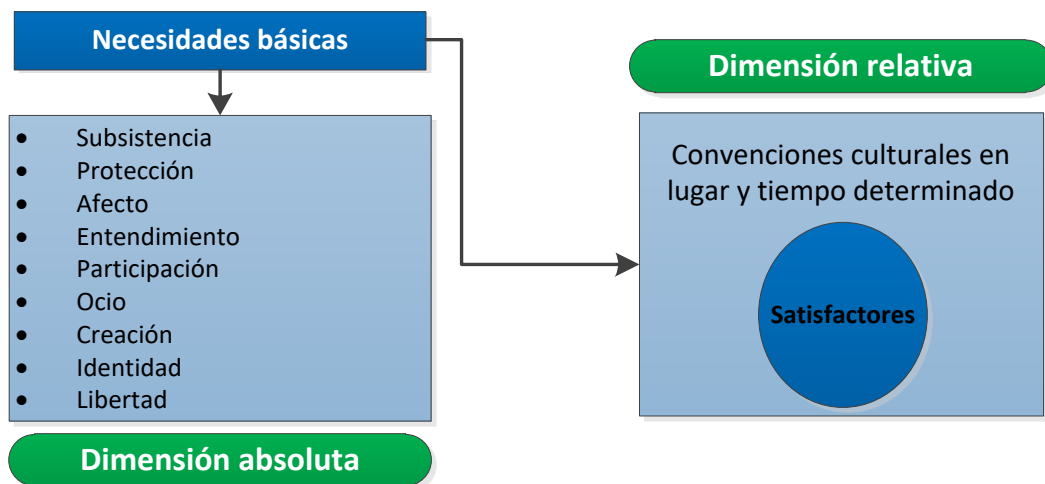 Necesidades básicas
• Subsistencia
• Protección
• Afecto
• Entendimiento
• Participación
• Ocio
• Creación
• Identidad
• Libertad
Dimensión absoluta
Dimensión relativa
Convenciones culturales en
lugar y tiempo determinado
Satisfactores